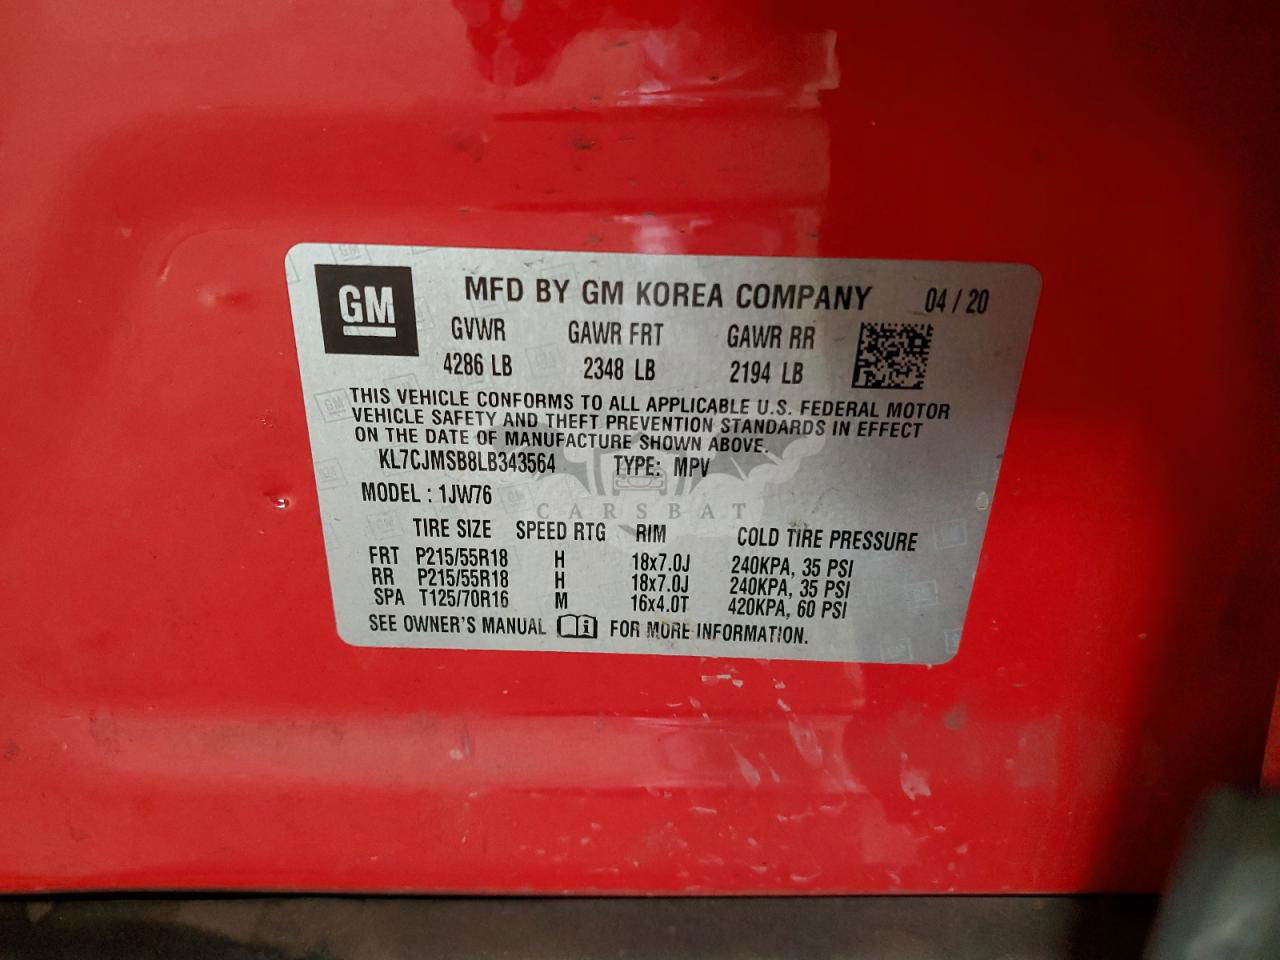 GM MFD BY GM KOREA COMPANY 04 / 20
GVWR GAWR FRT GAWR RR
4286 LB 2348 LB 2194 LB
THIS VEHICLE CONFORMS TO ALL APPLICABLE U.S. FEDERAL MOTOR
VEHICLE SAFETY AND THEFT PREVENTION STANDARDS IN EFFECT
ON THE DATE OF MANUFACTURE SHOWN ABOVE.
KL7CJMSB8LB343564 TYPE: MPV
MODEL : 1JW76
CARSBAT
TIRE SIZE SPEED RTG RIM COLD TIRE PRESSURE
FRT P215/55R18 H 18x7.0J 240KPA, 35 PSI
RR P215/55R18 H 18x7.0J 240KPA, 35 PSI
SPA T125/70R16 M 16x4.0T 420KPA, 60 PSI
SEE OWNER'S MANUAL i FOR MORE INFORMATION.